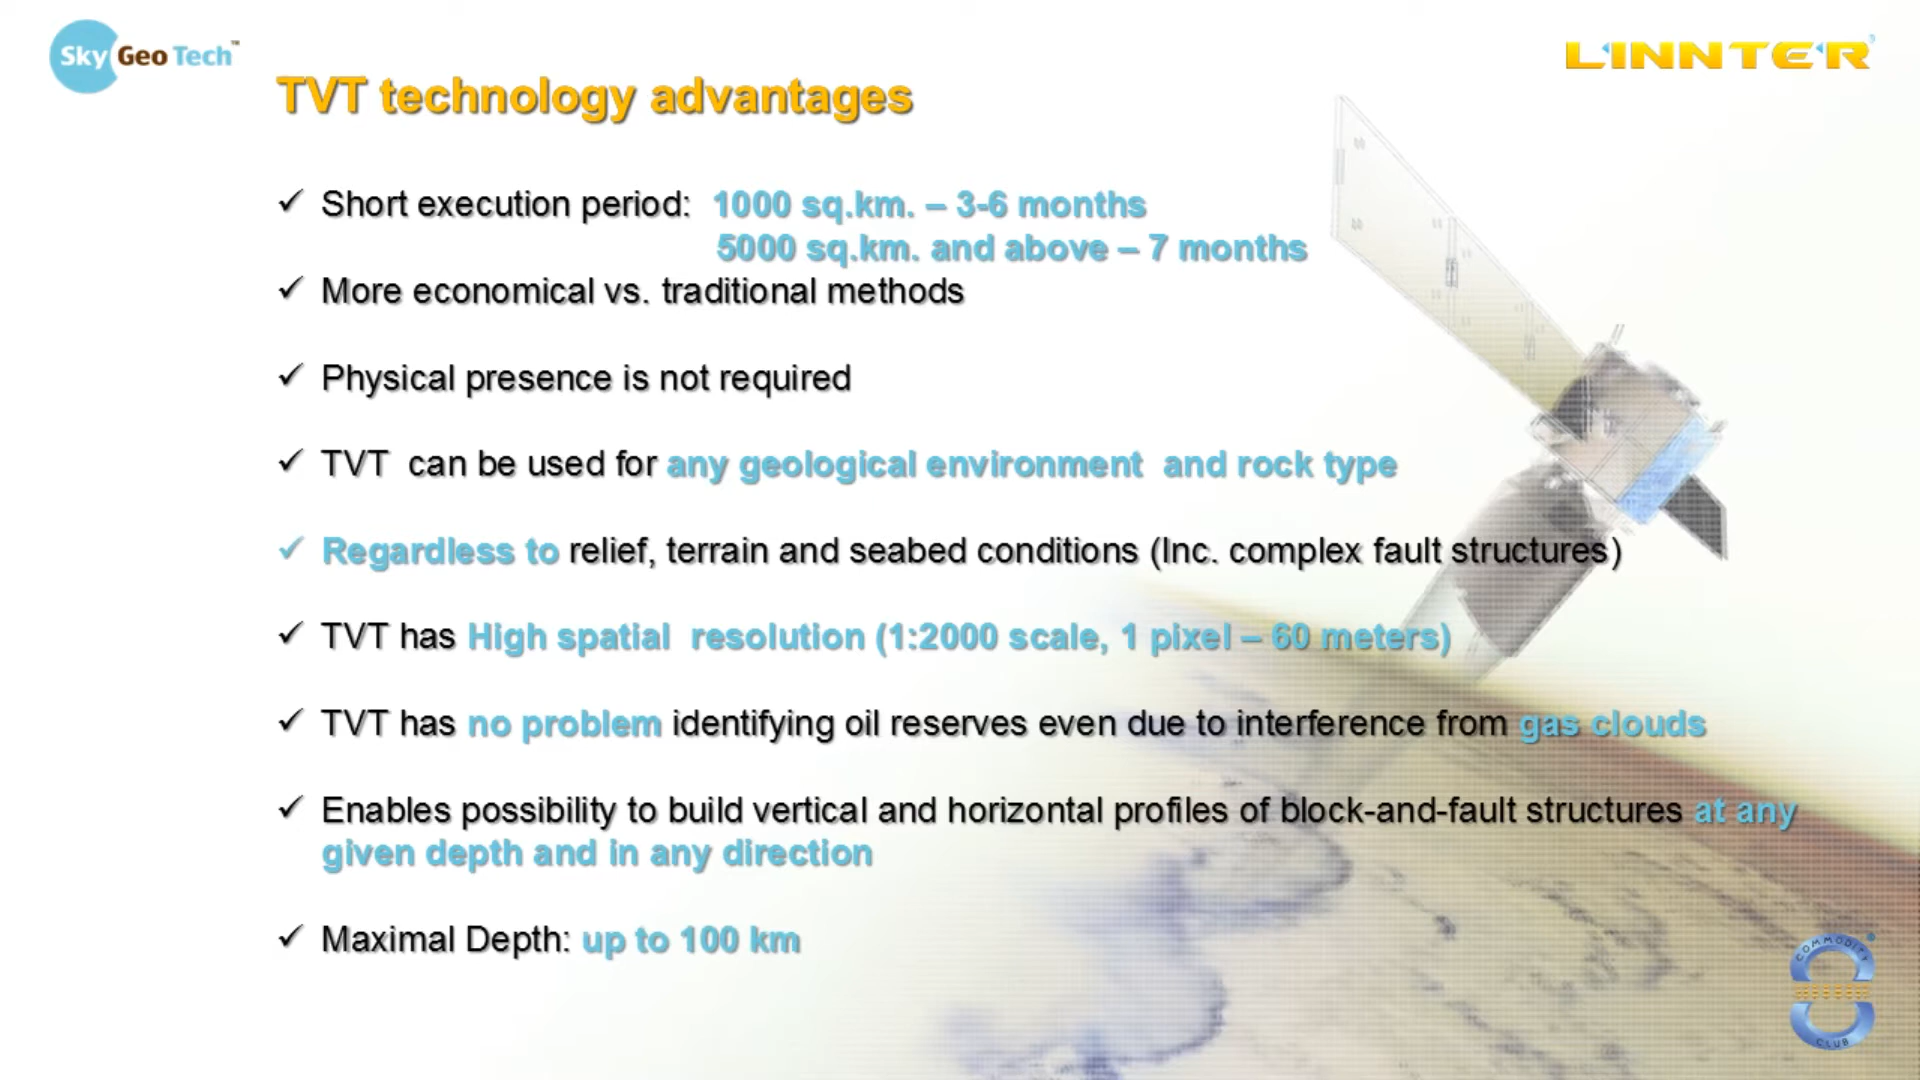 Sky Geo Tech™
LINNTER
TVT technology advantages
✓ Short execution period: 1000 sq.km. – 3-6 months
5000 sq.km. and above – 7 months
✓ More economical vs. traditional methods
✓ Physical presence is not required
✓ TVT can be used for any geological environment and rock type
✓ Regardless to relief, terrain and seabed conditions (Inc. complex fault structures)
✓ TVT has High spatial resolution (1:2000 scale, 1 pixel – 60 meters)
✓ TVT has no problem identifying oil reserves even due to interference from gas clouds
✓ Enables possibility to build vertical and horizontal profiles of block-and-fault structures at any
given depth and in any direction
✓ Maximal Depth: up to 100 km
COMMODITY
CLUB